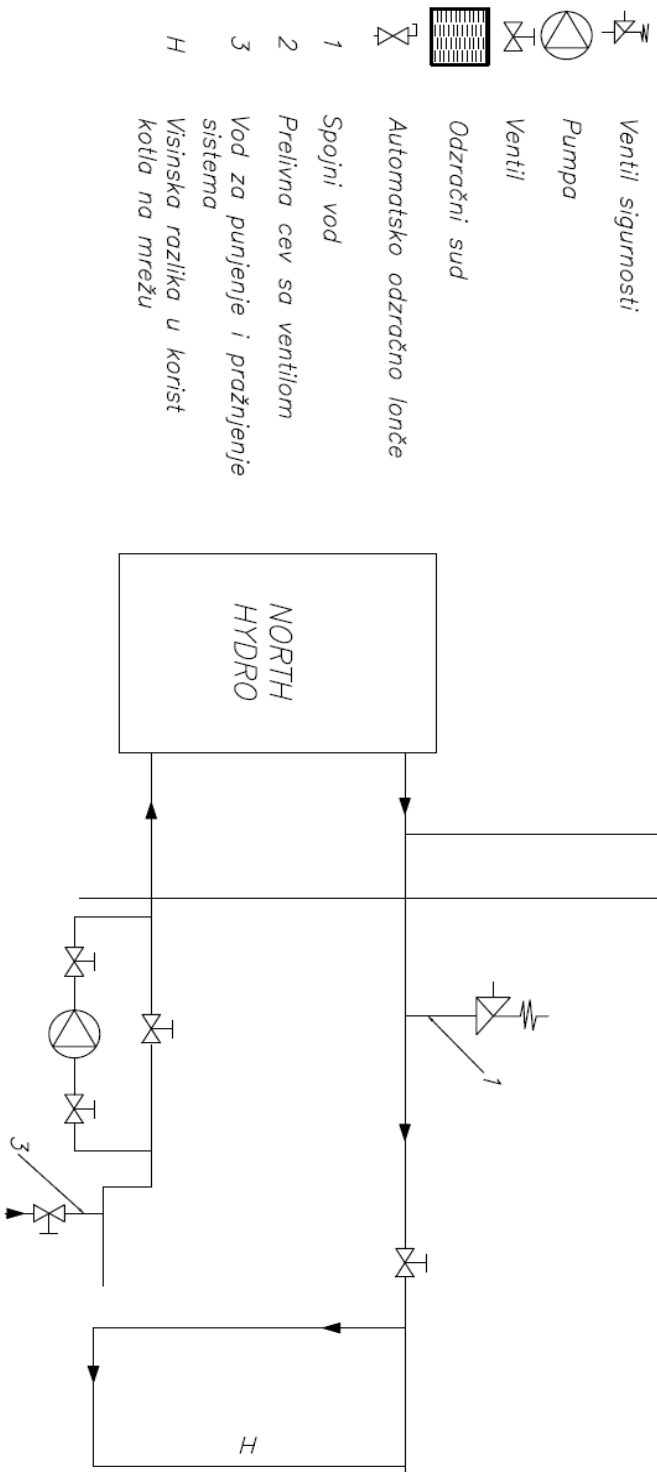 Ventil sigurnosti
Pumpa
Ventil
Odzračni sud
Automatsko odzračno lonče
1 Spojni vod
2 Prelivna cev sa ventilom
3 Vod za punjenje i pražnjenje
sistema
H Visinska razlika u korist
kotla na mrežu
NORTH
HYDRO
1
3
H